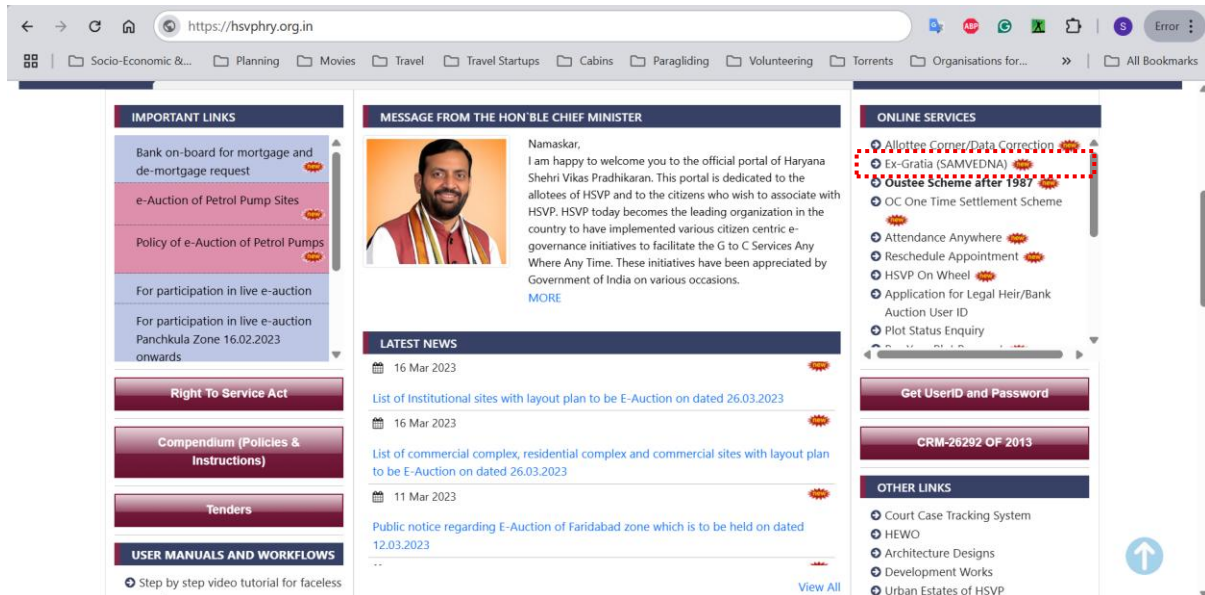 https://hsvphry.org.in
Error
Socio-Economic &...
Planning
Movies
Travel
Travel Startups
Cabins
Paragliding
Volunteering
Torrents
Organisations for...
»
All Bookmarks
IMPORTANT LINKS
Bank on-board for mortgage and
de-mortgage request
new
e-Auction of Petrol Pump Sites
new
Policy of e-Auction of Petrol Pumps
new
For participation in live e-auction
For participation in live e-auction
Panchkula Zone 16.02.2023
onwards
Right To Service Act
Compendium (Policies &
Instructions)
Tenders
USER MANUALS AND WORKFLOWS
Step by step video tutorial for faceless
MESSAGE FROM THE HON`BLE CHIEF MINISTER
Namaskar,
I am happy to welcome you to the official portal of Haryana
Shehri Vikas Pradhikaran. This portal is dedicated to the
allotees of HSVP and to the citizens who wish to associate with
HSVP. HSVP today becomes the leading organization in the
country to have implemented various citizen centric e-
governance initiatives to facilitate the G to C Services Any
Where Any Time. These initiatives have been appreciated by
Government of India on various occasions.
MORE
LATEST NEWS
16 Mar 2023 new
List of Institutional sites with layout plan to be E-Auction on dated 26.03.2023
16 Mar 2023 new
List of commercial complex, residential complex and commercial sites with layout plan
to be E-Auction on dated 26.03.2023
11 Mar 2023 new
Public notice regarding E-Auction of Faridabad zone which is to be held on dated
12.03.2023
View All
ONLINE SERVICES
Allottee Corner/Data Correction new
Ex-Gratia (SAMVEDNA) new
Oustee Scheme after 1987 new
OC One Time Settlement Scheme
new
Attendance Anywhere new
Reschedule Appointment new
HSVP On Wheel new
Application for Legal Heir/Bank
Auction User ID
Plot Status Enquiry
Get UserID and Password
CRM-26292 OF 2013
OTHER LINKS
Court Case Tracking System
HEWO
Architecture Designs
Development Works
Urban Estates of HSVP